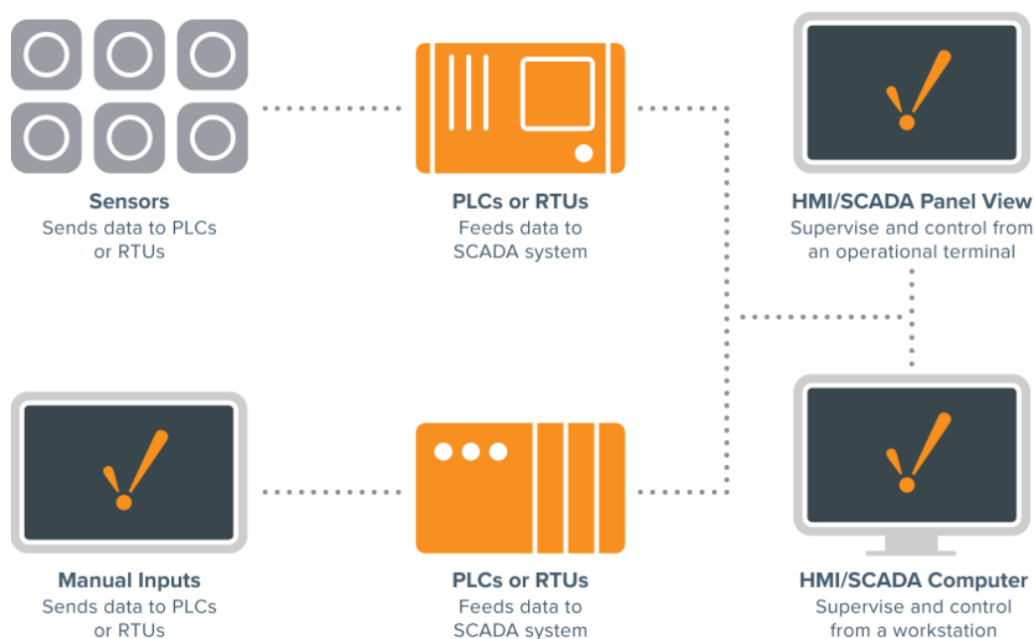 Sensors
Sends data to PLCs
or RTUs
PLCs or RTUs
Feeds data to
SCADA system
HMI/SCADA Panel View
Supervise and control from
an operational terminal
Manual Inputs
Sends data to PLCs
or RTUs
PLCs or RTUs
Feeds data to
SCADA system
HMI/SCADA Computer
Supervise and control
from a workstation